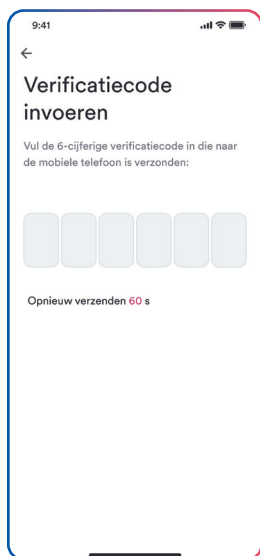 9:41
Verificatiecode
invoeren
Vul de 6-cijferige verificatiecode in die naar
de mobiele telefoon is verzonden:
Opnieuw verzenden 60 s